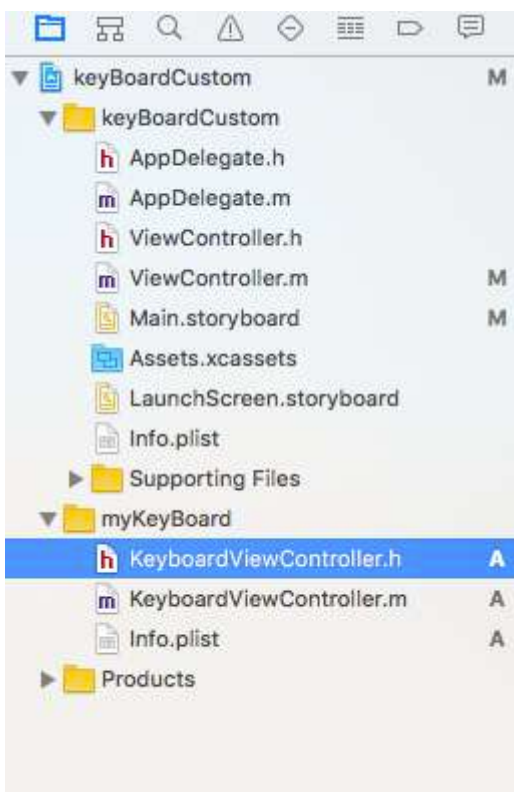 keyBoardCustom M
keyBoardCustom
h AppDelegate.h
m AppDelegate.m
h ViewController.h
m ViewController.m M
Main.storyboard M
Assets.xcassets
LaunchScreen.storyboard
Info.plist
Supporting Files
myKeyBoard
h KeyboardViewController.h A
m KeyboardViewController.m A
Info.plist A
Products